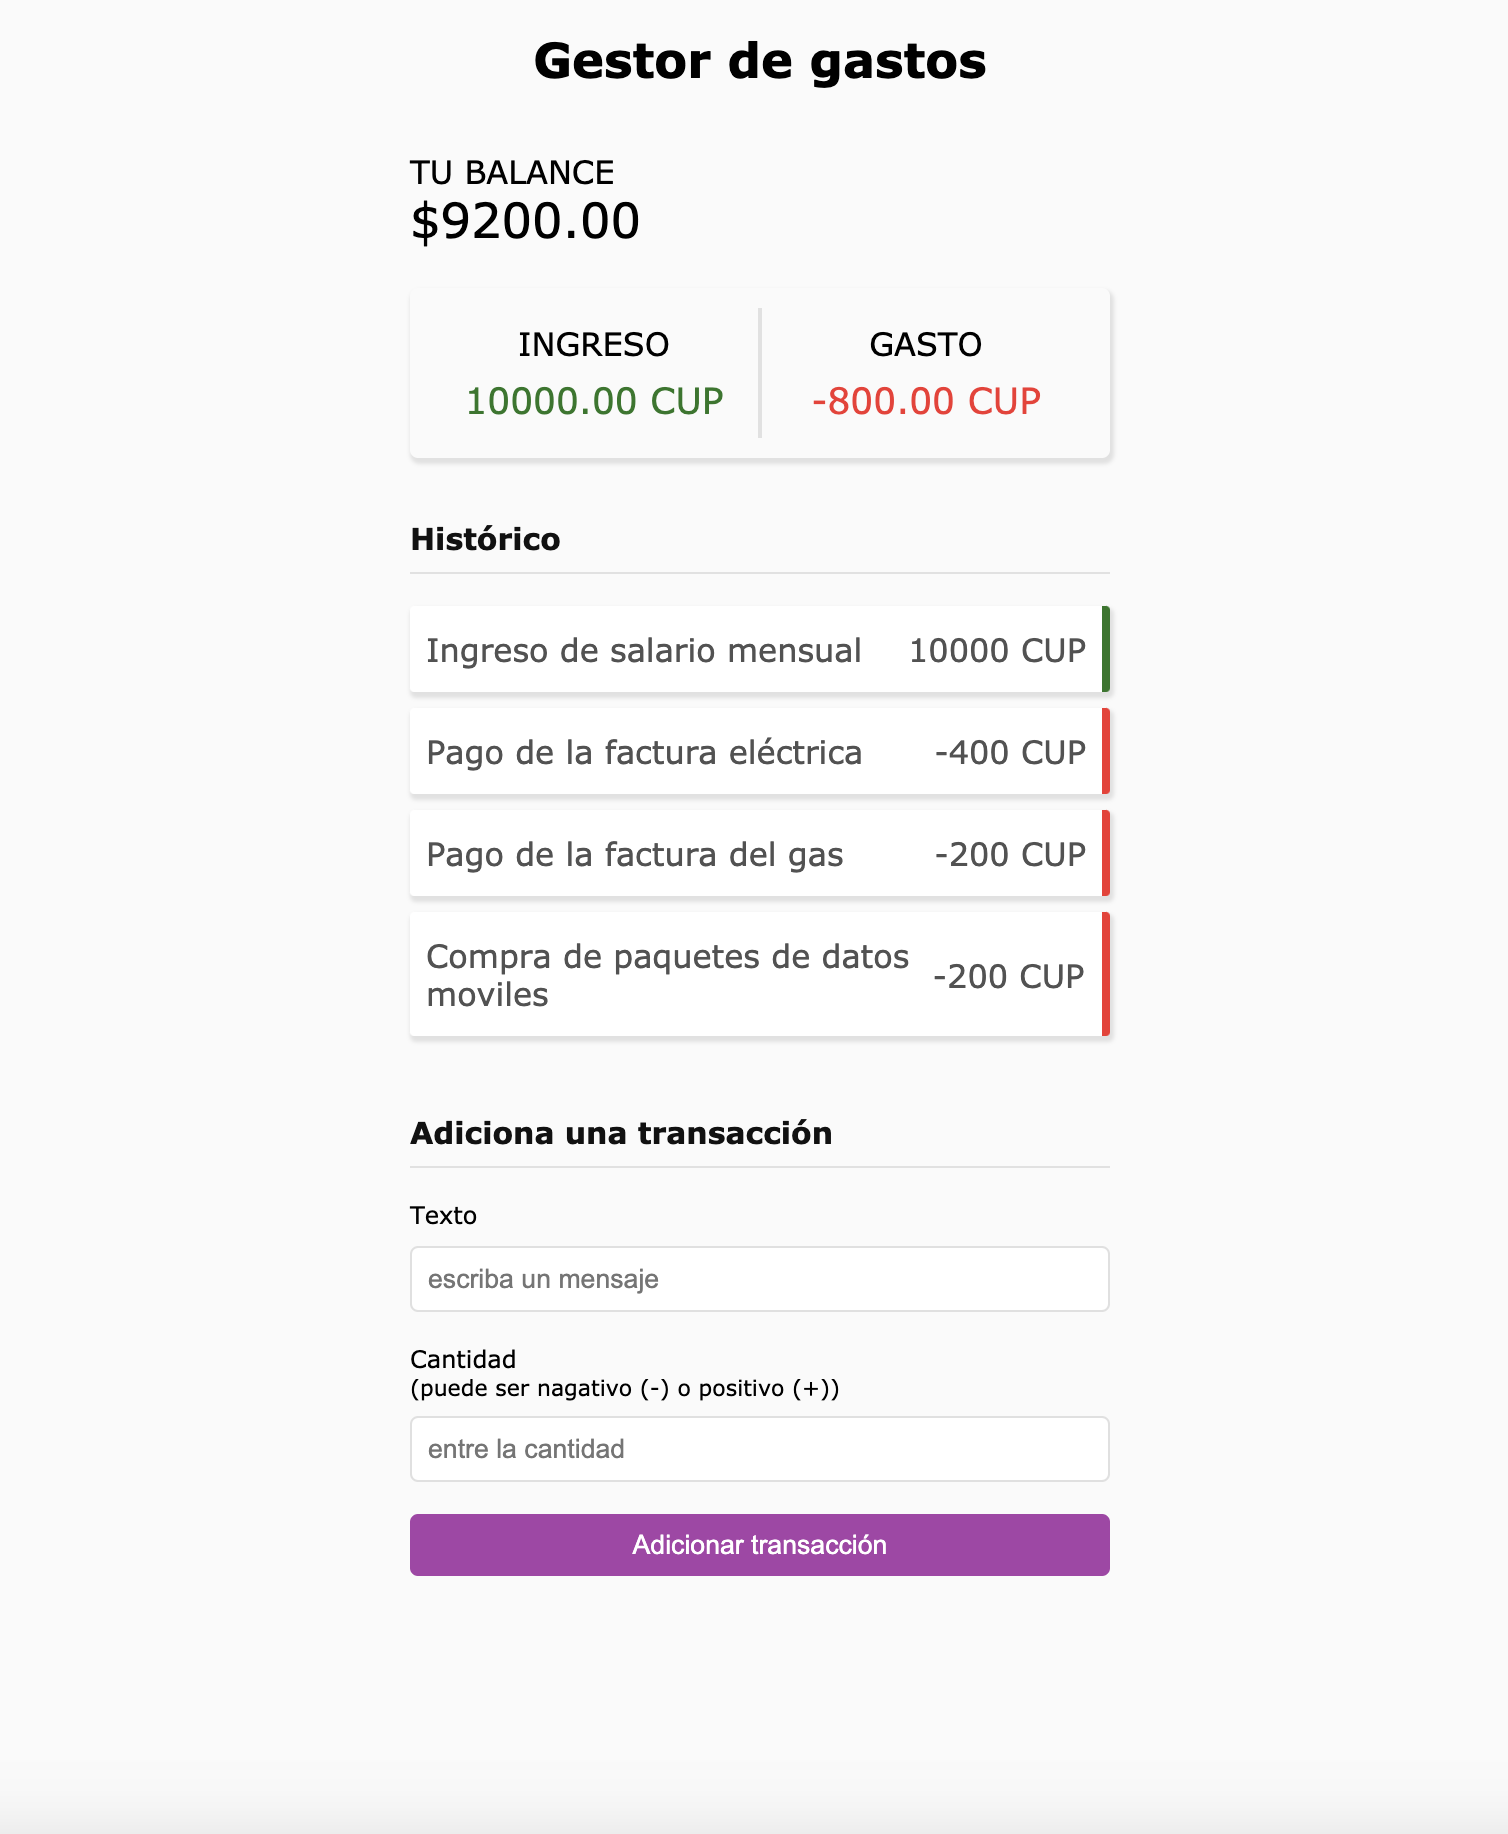 Gestor de gastos
TU BALANCE
$9200.00
INGRESO
10000.00 CUP
GASTO
-800.00 CUP
Histórico
Ingreso de salario mensual 10000 CUP
Pago de la factura eléctrica -400 CUP
Pago de la factura del gas -200 CUP
Compra de paquetes de datos
moviles
-200 CUP
Adiciona una transacción
Texto
escriba un mensaje
Cantidad
(puede ser nagativo (-) o positivo (+))
entre la cantidad
Adicionar transacción